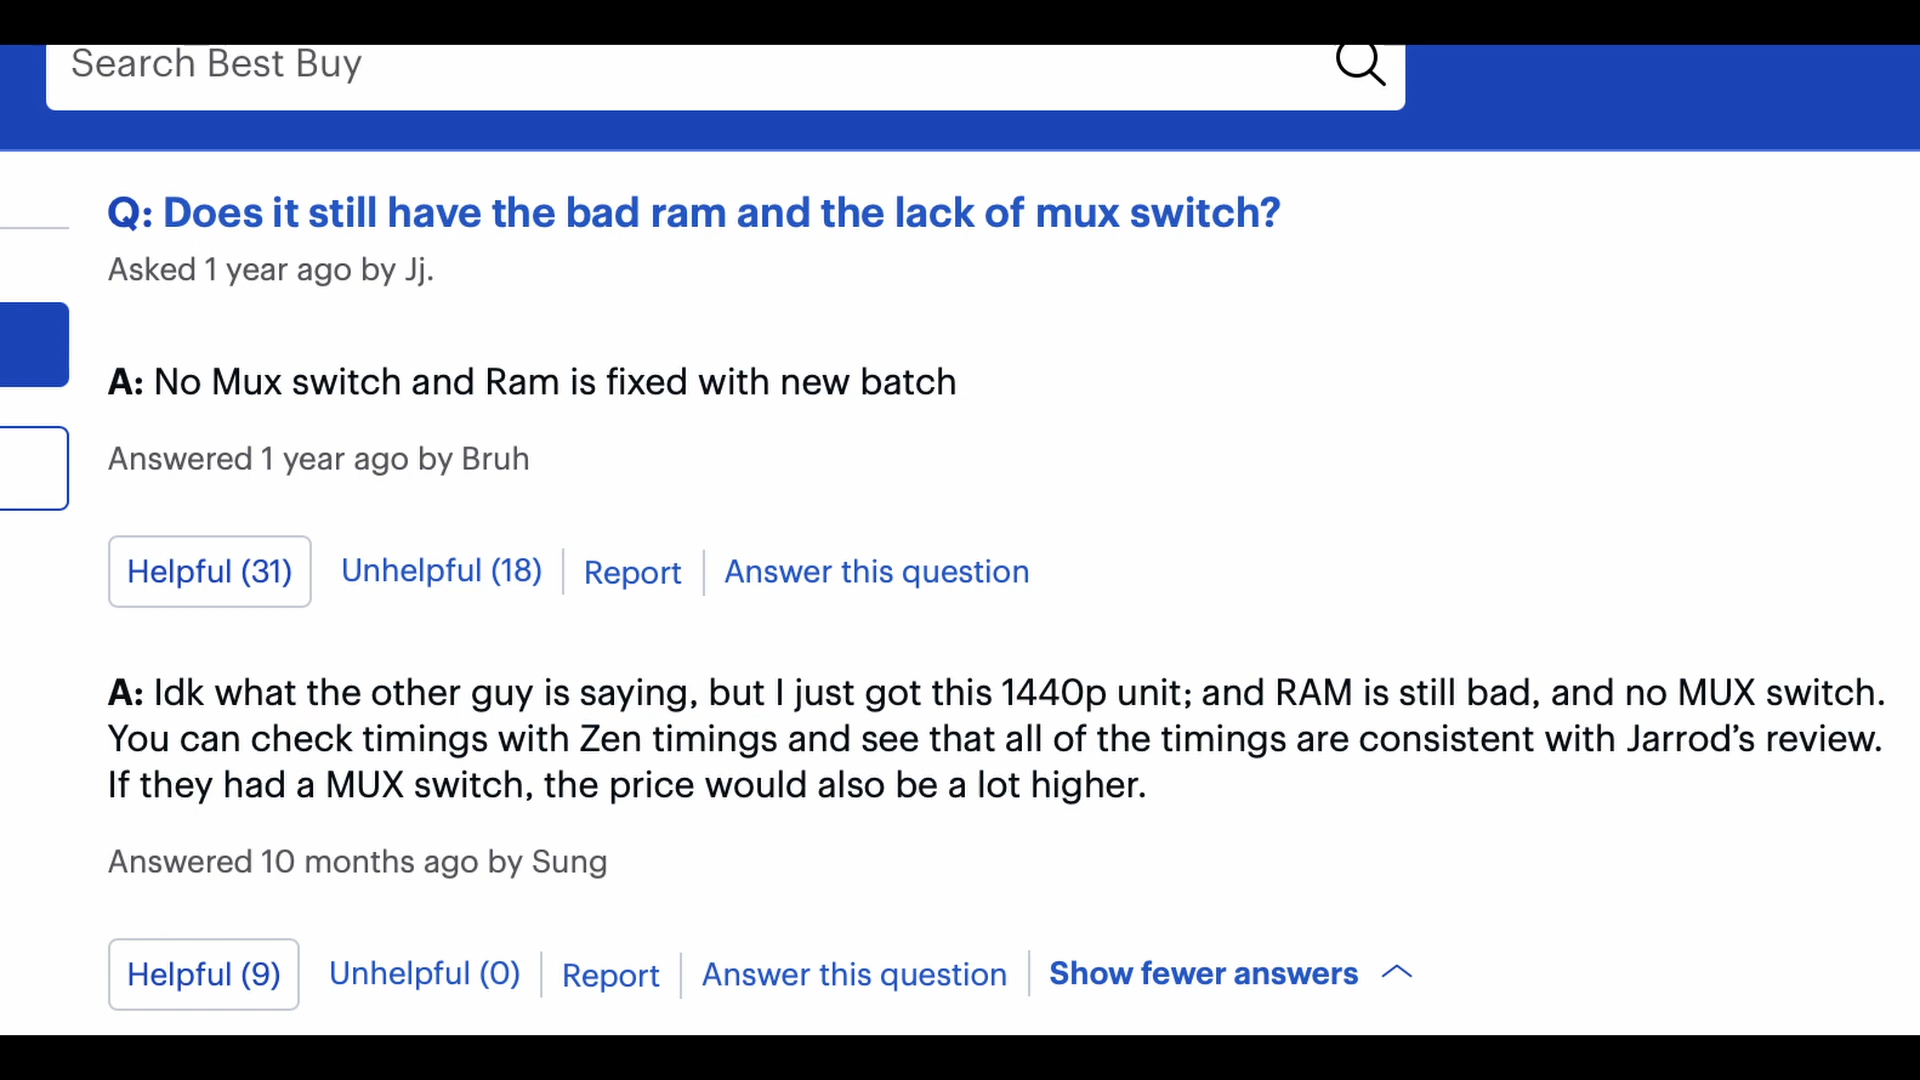 Search Best Buy
Q: Does it still have the bad ram and the lack of mux switch?
Asked 1 year ago by Jj.
A: No Mux switch and Ram is fixed with new batch
Answered 1 year ago by Bruh
Helpful (31) Unhelpful (18) Report Answer this question
A: Idk what the other guy is saying, but I just got this 1440p unit; and RAM is still bad, and no MUX switch.
You can check timings with Zen timings and see that all of the timings are consistent with Jarrod’s review.
If they had a MUX switch, the price would also be a lot higher.
Answered 10 months ago by Sung
Helpful (9) Unhelpful (0) Report Answer this question Show fewer answers